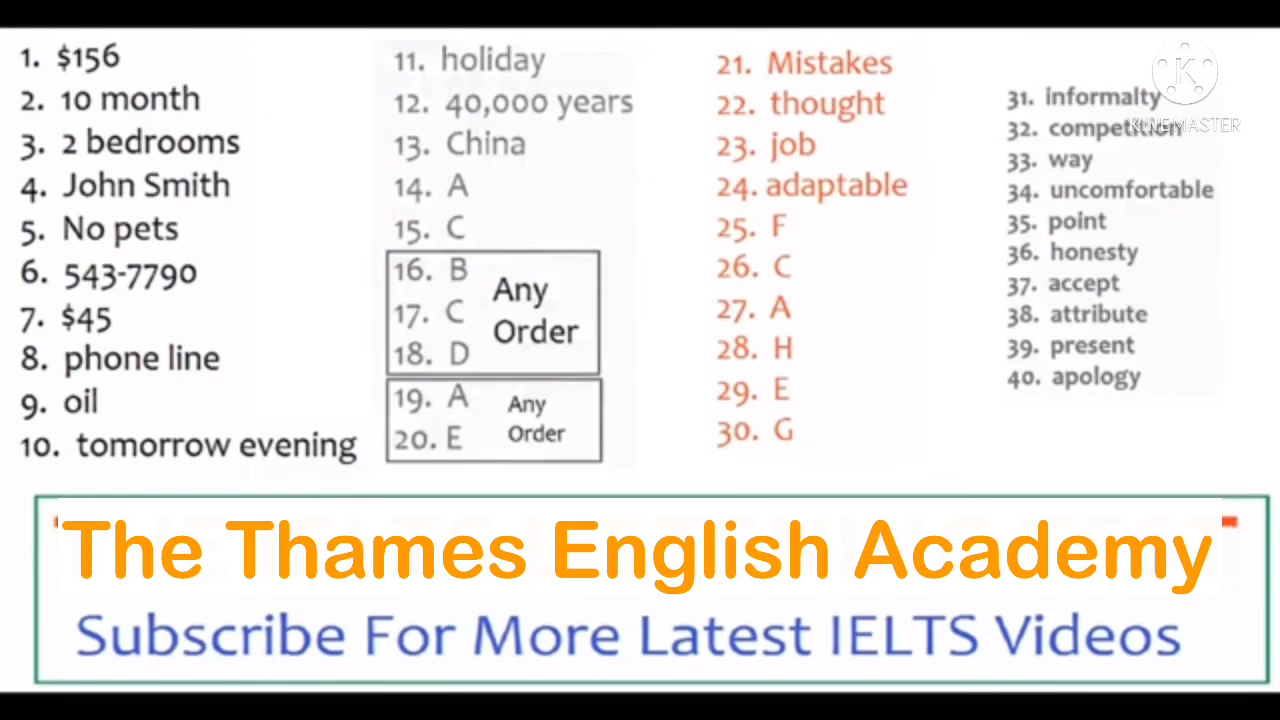 1. $156
2. 10 month
3. 2 bedrooms
4. John Smith
5. No pets
6. 543-7790
7. $45
8. phone line
9. oil
10. tomorrow evening
11. holiday
12. 40,000 years
13. China
14. A
15. C
16. B
17. C
18. D
Any
Order
19. A
20. E
Any
Order
21. Mistakes
22. thought
23. job
24. adaptable
25. F
26. C
27. A
28. H
29. E
30. G
31. informalty
32. competition
33. way
34. uncomfortable
35. point
36. honesty
37. accept
38. attribute
39. present
40. apology
K
KINEMASTER
The Thames English Academy
Subscribe For More Latest IELTS Videos